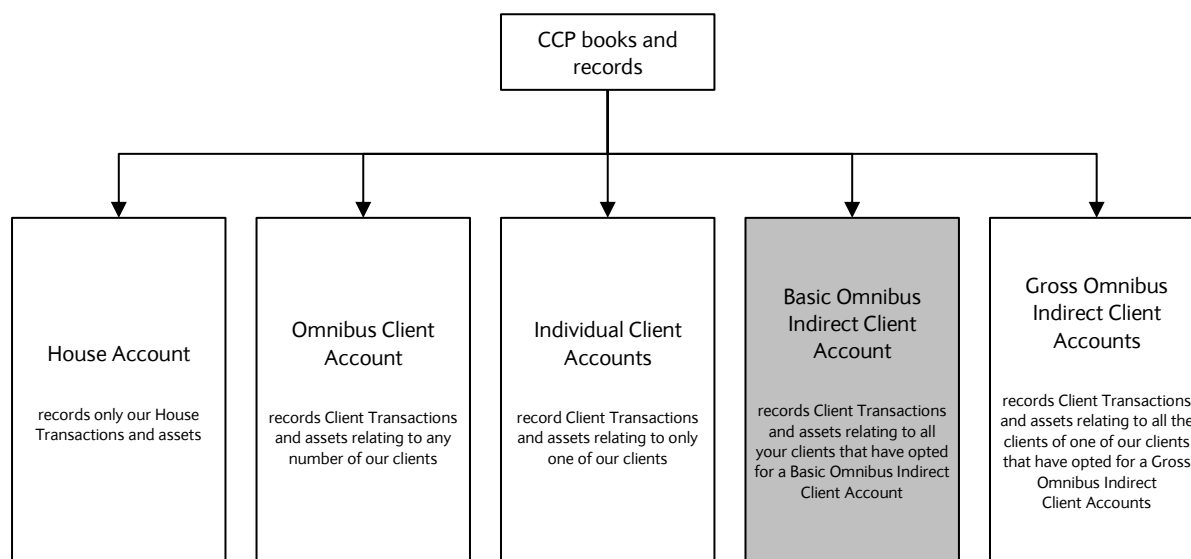 CCP books and
records
House Account
records only our House
Transactions and assets
Omnibus Client
Account
records Client Transactions
and assets relating to any
number of our clients
Individual Client
Accounts
record Client Transactions
and assets relating to only
one of our clients
Basic Omnibus
Indirect Client
Account
records Client Transactions
and assets relating to all
your clients that have opted
for a Basic Omnibus Indirect
Client Account
Gross Omnibus
Indirect Client
Accounts
records Client Transactions
and assets relating to all the
clients of one of our clients
that have opted for a Gross
Omnibus Indirect
Client Accounts